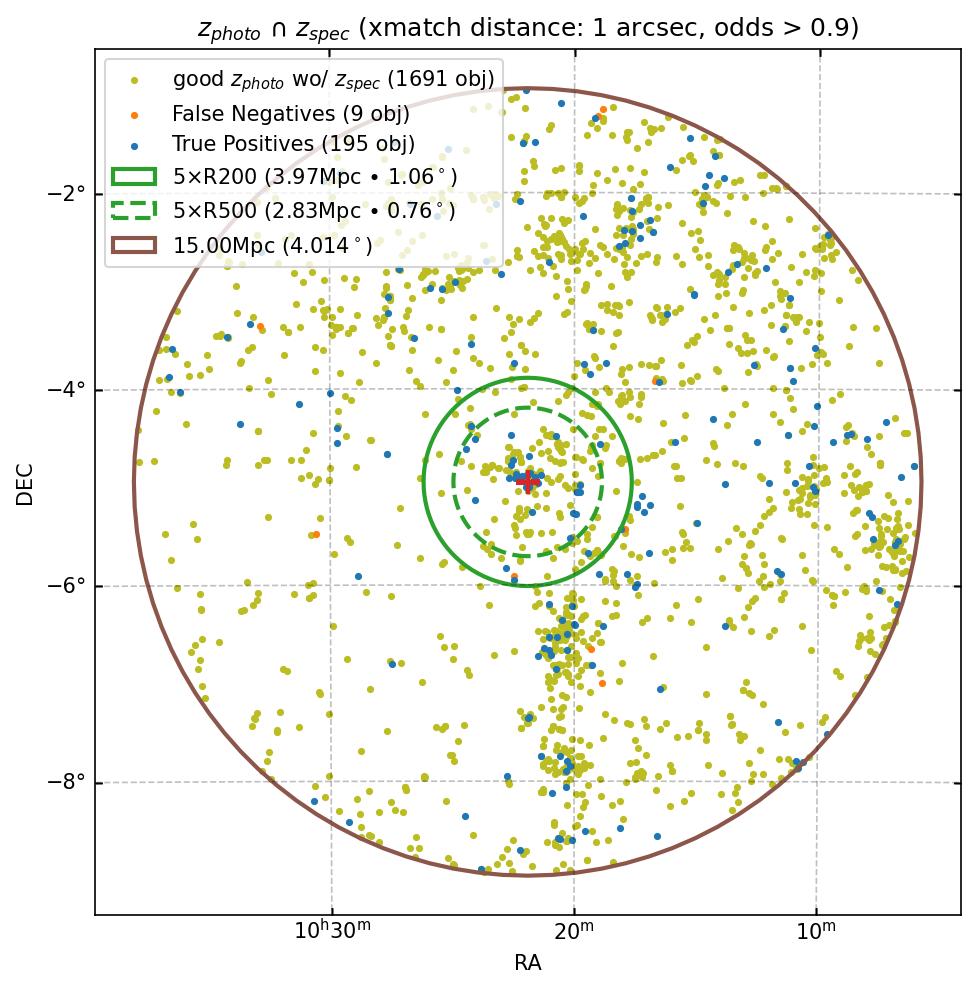 z_photo ∩ z_spec (xmatch distance: 1 arcsec, odds > 0.9)
good z_photo wo/ z_spec (1691 obj)
False Negatives (9 obj)
True Positives (195 obj)
5×R200 (3.97Mpc • 1.06°)
5×R500 (2.83Mpc • 0.76°)
15.00Mpc (4.014°)
−2°
−4°
−6°
−8°
DEC
10ʰ30ᵐ
20ᵐ
10ᵐ
RA